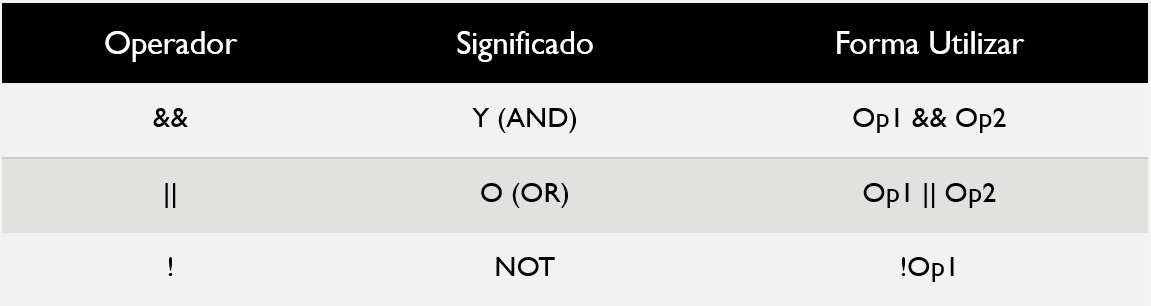 Operador Significado Forma Utilizar
&& Y (AND) Op1 && Op2
|| O (OR) Op1 || Op2
! NOT !Op1